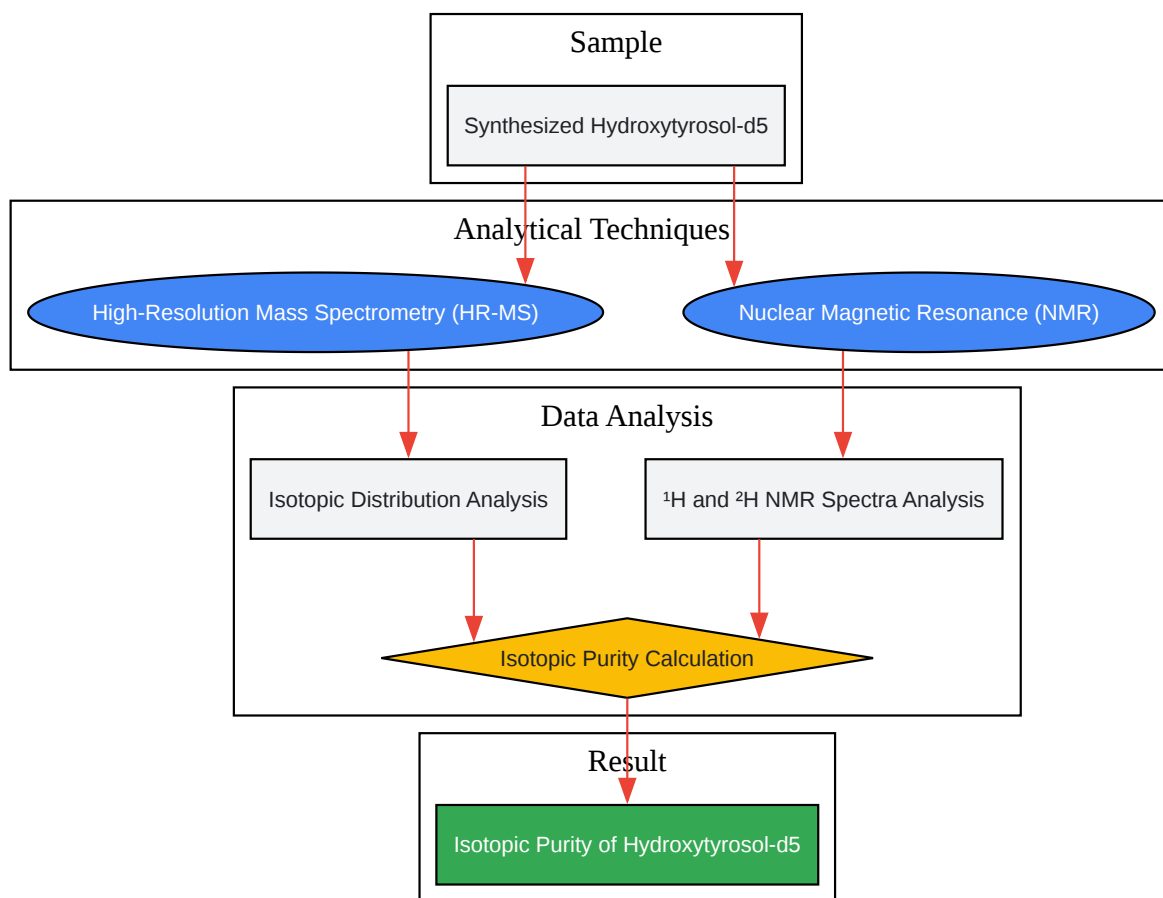 Sample
Synthesized Hydroxytyrosol-d5
Analytical Techniques
High-Resolution Mass Spectrometry (HR-MS)
Nuclear Magnetic Resonance (NMR)
Data Analysis
Isotopic Distribution Analysis
¹H and ²H NMR Spectra Analysis
Isotopic Purity Calculation
Result
Isotopic Purity of Hydroxytyrosol-d5